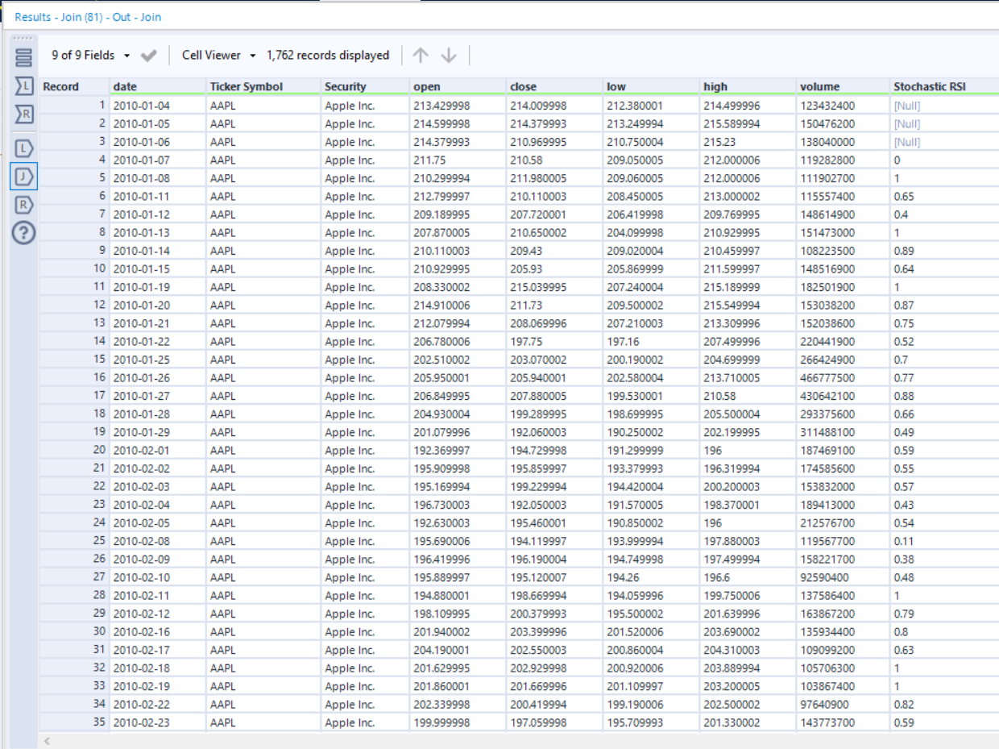 Results - Join (81) - Out - Join
9 of 9 Fields Cell Viewer 1,762 records displayed
Record date Ticker Symbol Security open close low high volume Stochastic RSI
1 2010-01-04 AAPL Apple Inc. 213.429998 214.009998 212.380001 214.499996 123432400 [Null]
L
2 2010-01-05 AAPL Apple Inc. 214.599998 214.379993 213.249994 215.589994 150476200 [Null]
R
3 2010-01-06 AAPL Apple Inc. 214.379993 210.969995 210.750004 215.23 138040000 [Null]
L
4 2010-01-07 AAPL Apple Inc. 211.75 210.58 209.050005 212.000006 119282800 0
J
5 2010-01-08 AAPL Apple Inc. 210.299994 211.980005 209.060005 212.000006 111902700 1
R
6 2010-01-11 AAPL Apple Inc. 212.799997 210.110003 208.450005 213.000002 115557400 0.65
?
7 2010-01-12 AAPL Apple Inc. 209.189995 207.720001 206.419998 209.769995 148614900 0.4
8 2010-01-13 AAPL Apple Inc. 207.870005 210.650002 204.099998 210.929995 151473000 1
9 2010-01-14 AAPL Apple Inc. 210.110003 209.43 209.020004 210.459997 108223500 0.89
10 2010-01-15 AAPL Apple Inc. 210.929995 205.93 205.869999 211.599997 148516900 0.64
11 2010-01-19 AAPL Apple Inc. 208.330002 215.039995 207.240004 215.189999 182501900 1
12 2010-01-20 AAPL Apple Inc. 214.910006 211.73 209.500002 215.549994 153038200 0.87
13 2010-01-21 AAPL Apple Inc. 212.079994 208.069996 207.210003 213.309996 152038600 0.75
14 2010-01-22 AAPL Apple Inc. 206.780006 197.75 197.16 207.499996 220441900 0.52
15 2010-01-25 AAPL Apple Inc. 202.510002 203.070002 200.190002 204.699999 266424900 0.7
16 2010-01-26 AAPL Apple Inc. 205.950001 205.940001 202.580004 213.710005 466777500 0.77
17 2010-01-27 AAPL Apple Inc. 206.849995 207.880005 199.530001 210.58 430642100 0.88
18 2010-01-28 AAPL Apple Inc. 204.930004 199.289995 198.699995 205.500004 293375600 0.66
19 2010-01-29 AAPL Apple Inc. 201.079996 192.060003 190.250002 202.199995 311488100 0.49
20 2010-02-01 AAPL Apple Inc. 192.369997 194.729998 191.299999 196 187469100 0.59
21 2010-02-02 AAPL Apple Inc. 195.909998 195.859997 193.379993 196.319994 174585600 0.55
22 2010-02-03 AAPL Apple Inc. 195.169994 199.229994 194.420004 200.200003 153832000 0.57
23 2010-02-04 AAPL Apple Inc. 196.730003 192.050003 191.570005 198.370001 189413000 0.43
24 2010-02-05 AAPL Apple Inc. 192.630003 195.460001 190.850002 196 212576700 0.54
25 2010-02-08 AAPL Apple Inc. 195.690006 194.119997 193.999994 197.880003 119567700 0.11
26 2010-02-09 AAPL Apple Inc. 196.419996 196.190004 194.749998 197.499994 158221700 0.38
27 2010-02-10 AAPL Apple Inc. 195.889997 195.120007 194.26 196.6 92590400 0.48
28 2010-02-11 AAPL Apple Inc. 194.880001 198.669994 194.059996 199.750006 137586400 1
29 2010-02-12 AAPL Apple Inc. 198.109995 200.379993 195.500002 201.639996 163867200 0.79
30 2010-02-16 AAPL Apple Inc. 201.940002 203.399996 201.520006 203.690002 135934400 0.8
31 2010-02-17 AAPL Apple Inc. 204.190001 202.550003 200.860004 204.310003 109099200 0.63
32 2010-02-18 AAPL Apple Inc. 201.629995 202.929998 200.920006 203.889994 105706300 1
33 2010-02-19 AAPL Apple Inc. 201.860001 201.669996 201.109997 203.200005 103867400 1
34 2010-02-22 AAPL Apple Inc. 202.339998 200.419994 199.190006 202.500002 97640900 0.82
35 2010-02-23 AAPL Apple Inc. 199.999998 197.059998 195.709993 201.330002 143773700 0.59